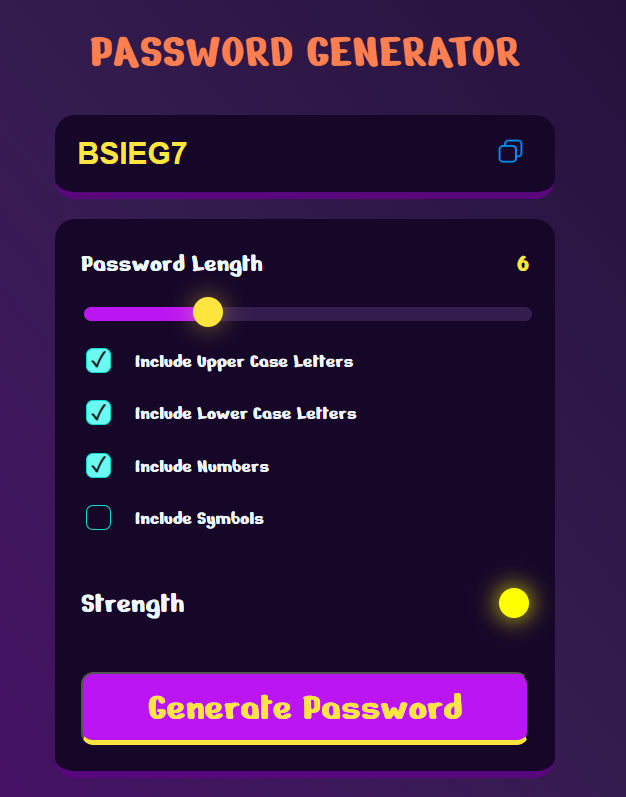 PASSWORD GENERATOR
BSIEG7
Password Length 6
Include Upper Case Letters
Include Lower Case Letters
Include Numbers
Include Symbols
Strength
Generate Password